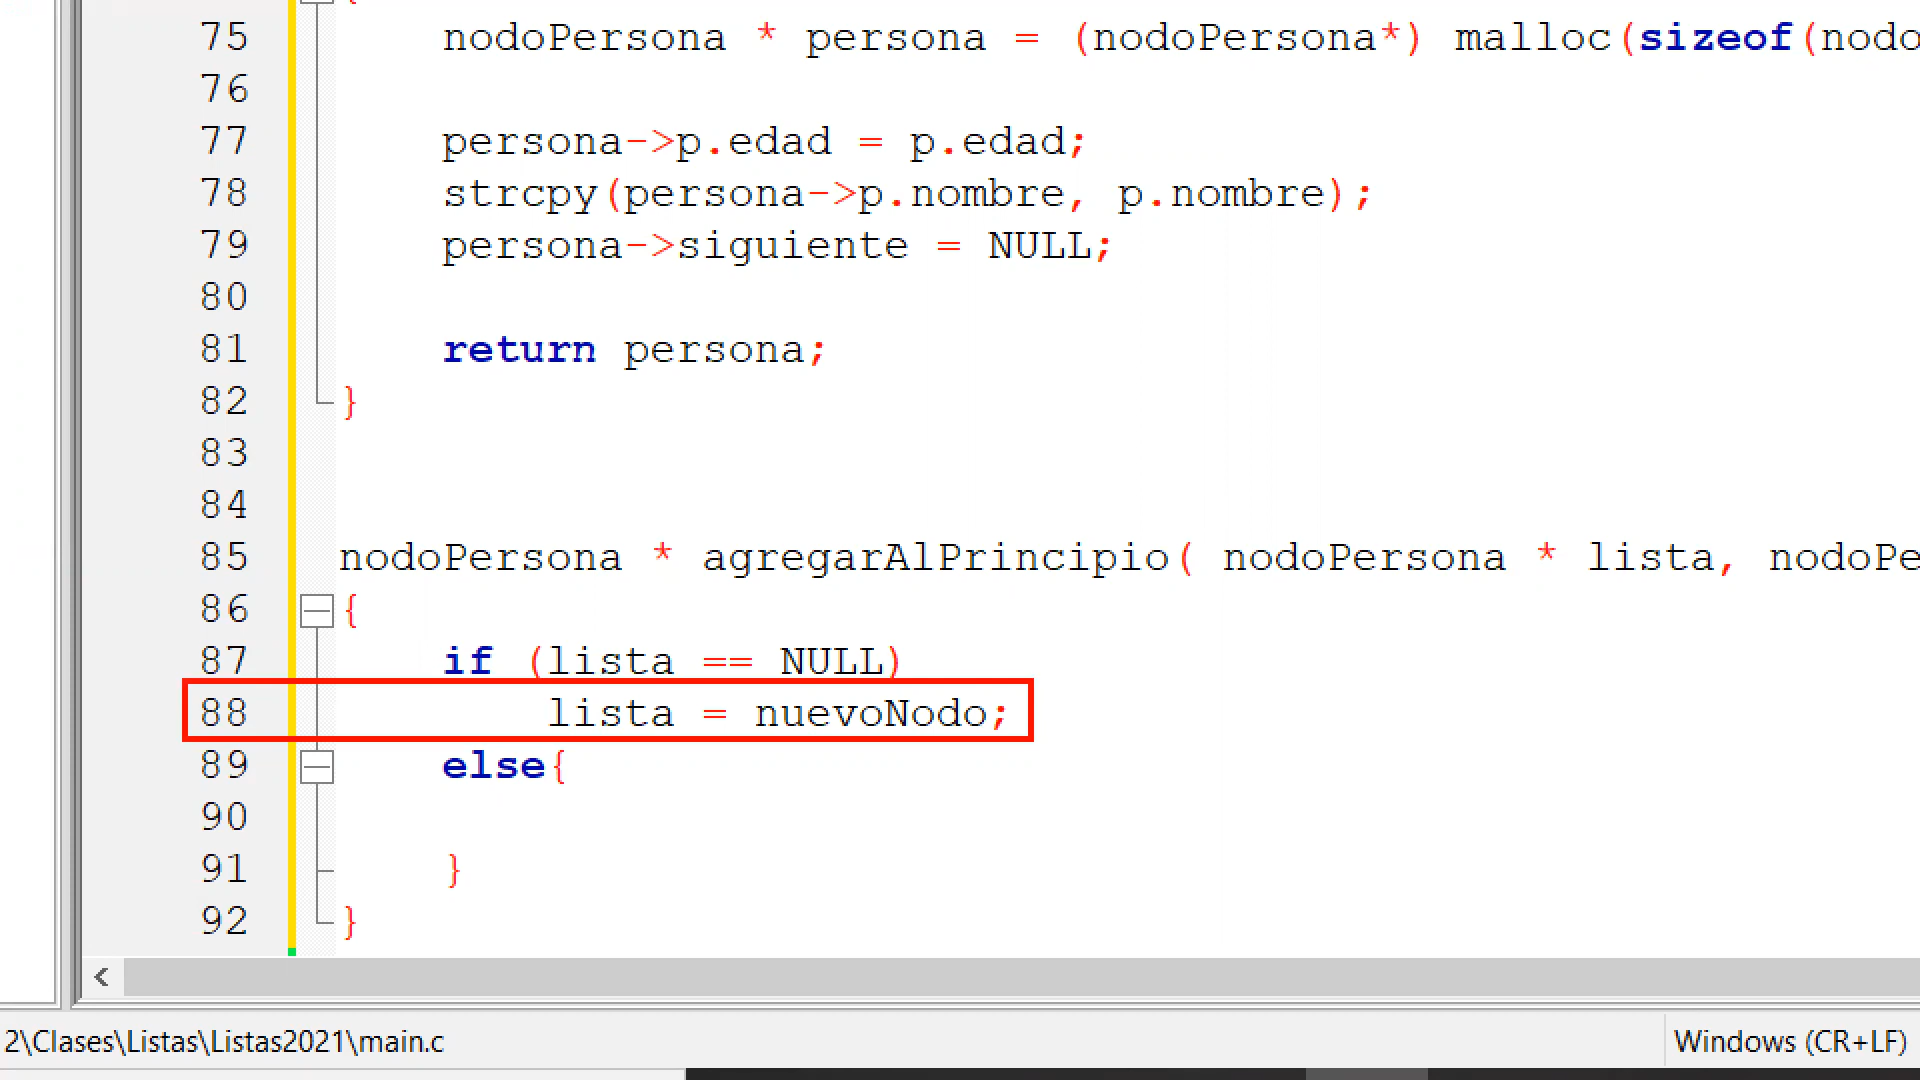 {
75 nodoPersona * persona = (nodoPersona*) malloc(sizeof(nodo
76
77 persona->p.edad = p.edad;
78 strcpy(persona->p.nombre, p.nombre);
79 persona->siguiente = NULL;
80
81 return persona;
82 }
83
84
85 nodoPersona * agregarAlPrincipio( nodoPersona * lista, nodoPe
86 {
87 if (lista == NULL)
88 lista = nuevoNodo;
89 else{
90
91 }
92 }
2\Clases\Listas\Listas2021\main.c
Windows (CR+LF)